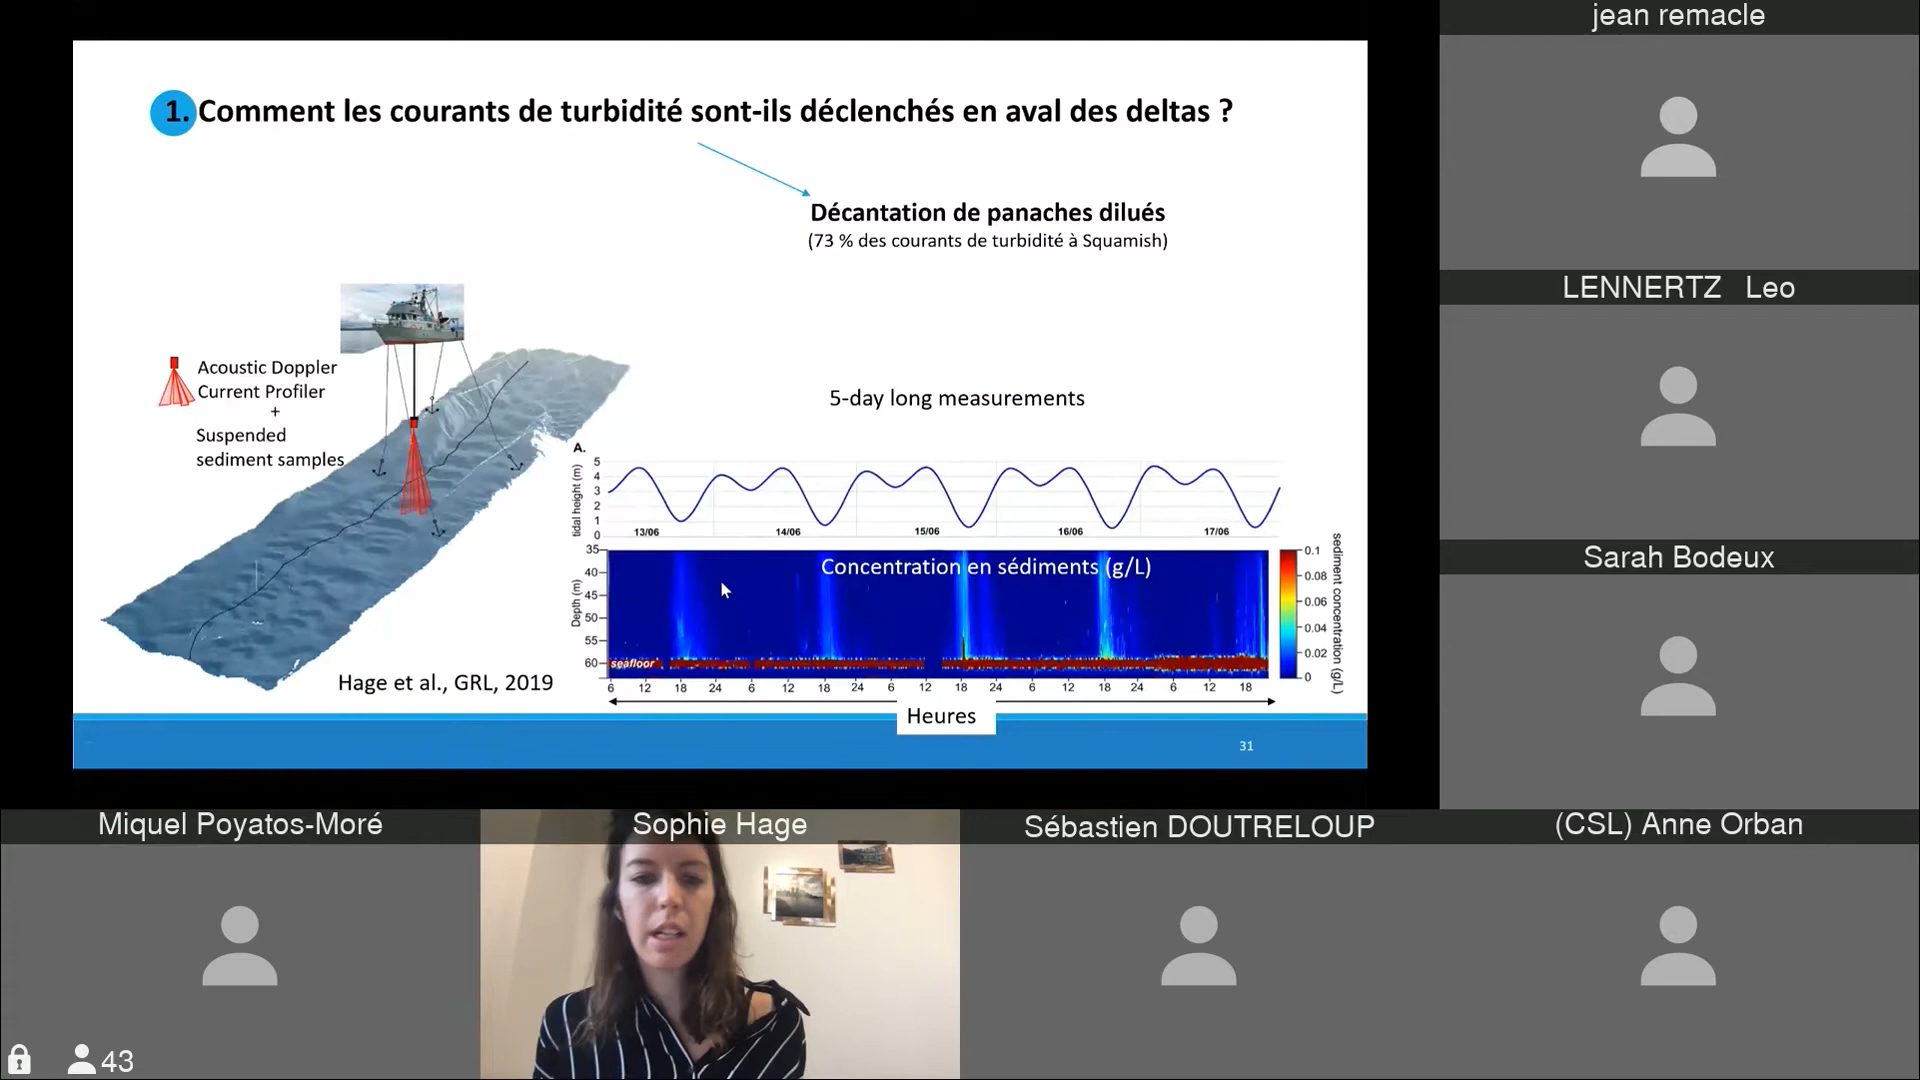 1. Comment les courants de turbidité sont-ils déclenchés en aval des deltas ?
Décantation de panaches dilués
(73 % des courants de turbidité à Squamish)
Acoustic Doppler
Current Profiler
+
Suspended
sediment samples
5-day long measurements
A.
tidal height (m)
5
4
3
2
1
0
13/06 14/06 15/06 16/06 17/06
Concentration en sédiments (g/L)
Depth (m)
35
40
45
50
55
60
seafloor
6 12 18 24 6 12 18 24 6 12 18 24 6 12 18 24 6 12 18
0.1
0.08
0.06
0.04
0.02
0
sediment concentration (g/L)
Heures
Hage et al., GRL, 2019
31
jean remacle
LENNERTZ Leo
Sarah Bodeux
Miquel Poyatos-Moré
Sophie Hage
Sébastien DOUTRELOUP
(CSL) Anne Orban
43